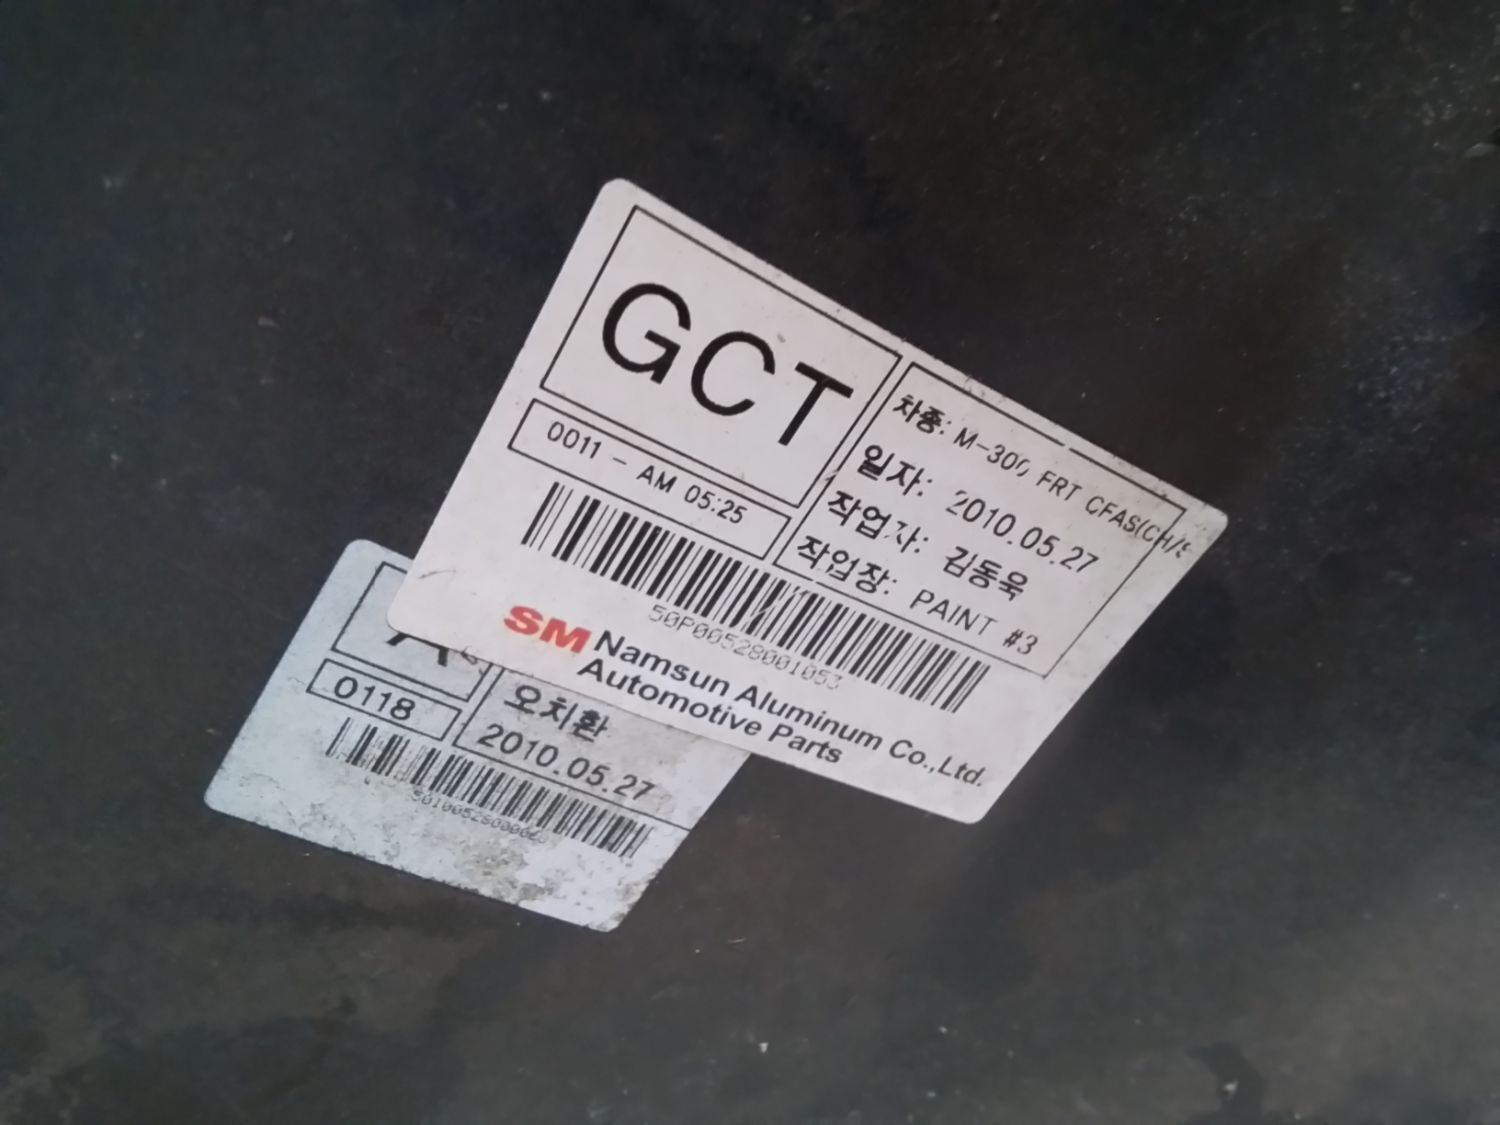 GCT
0011 - AM 05:25
차종: M-300 FRT CFAS(CH/
일자: 2010.05.27
작업자: 김동욱
작업장: PAINT #3
50P00528001053
SM Namsun Aluminum Co.,Ltd.
Automotive Parts
0118
오치환
2010.05.27